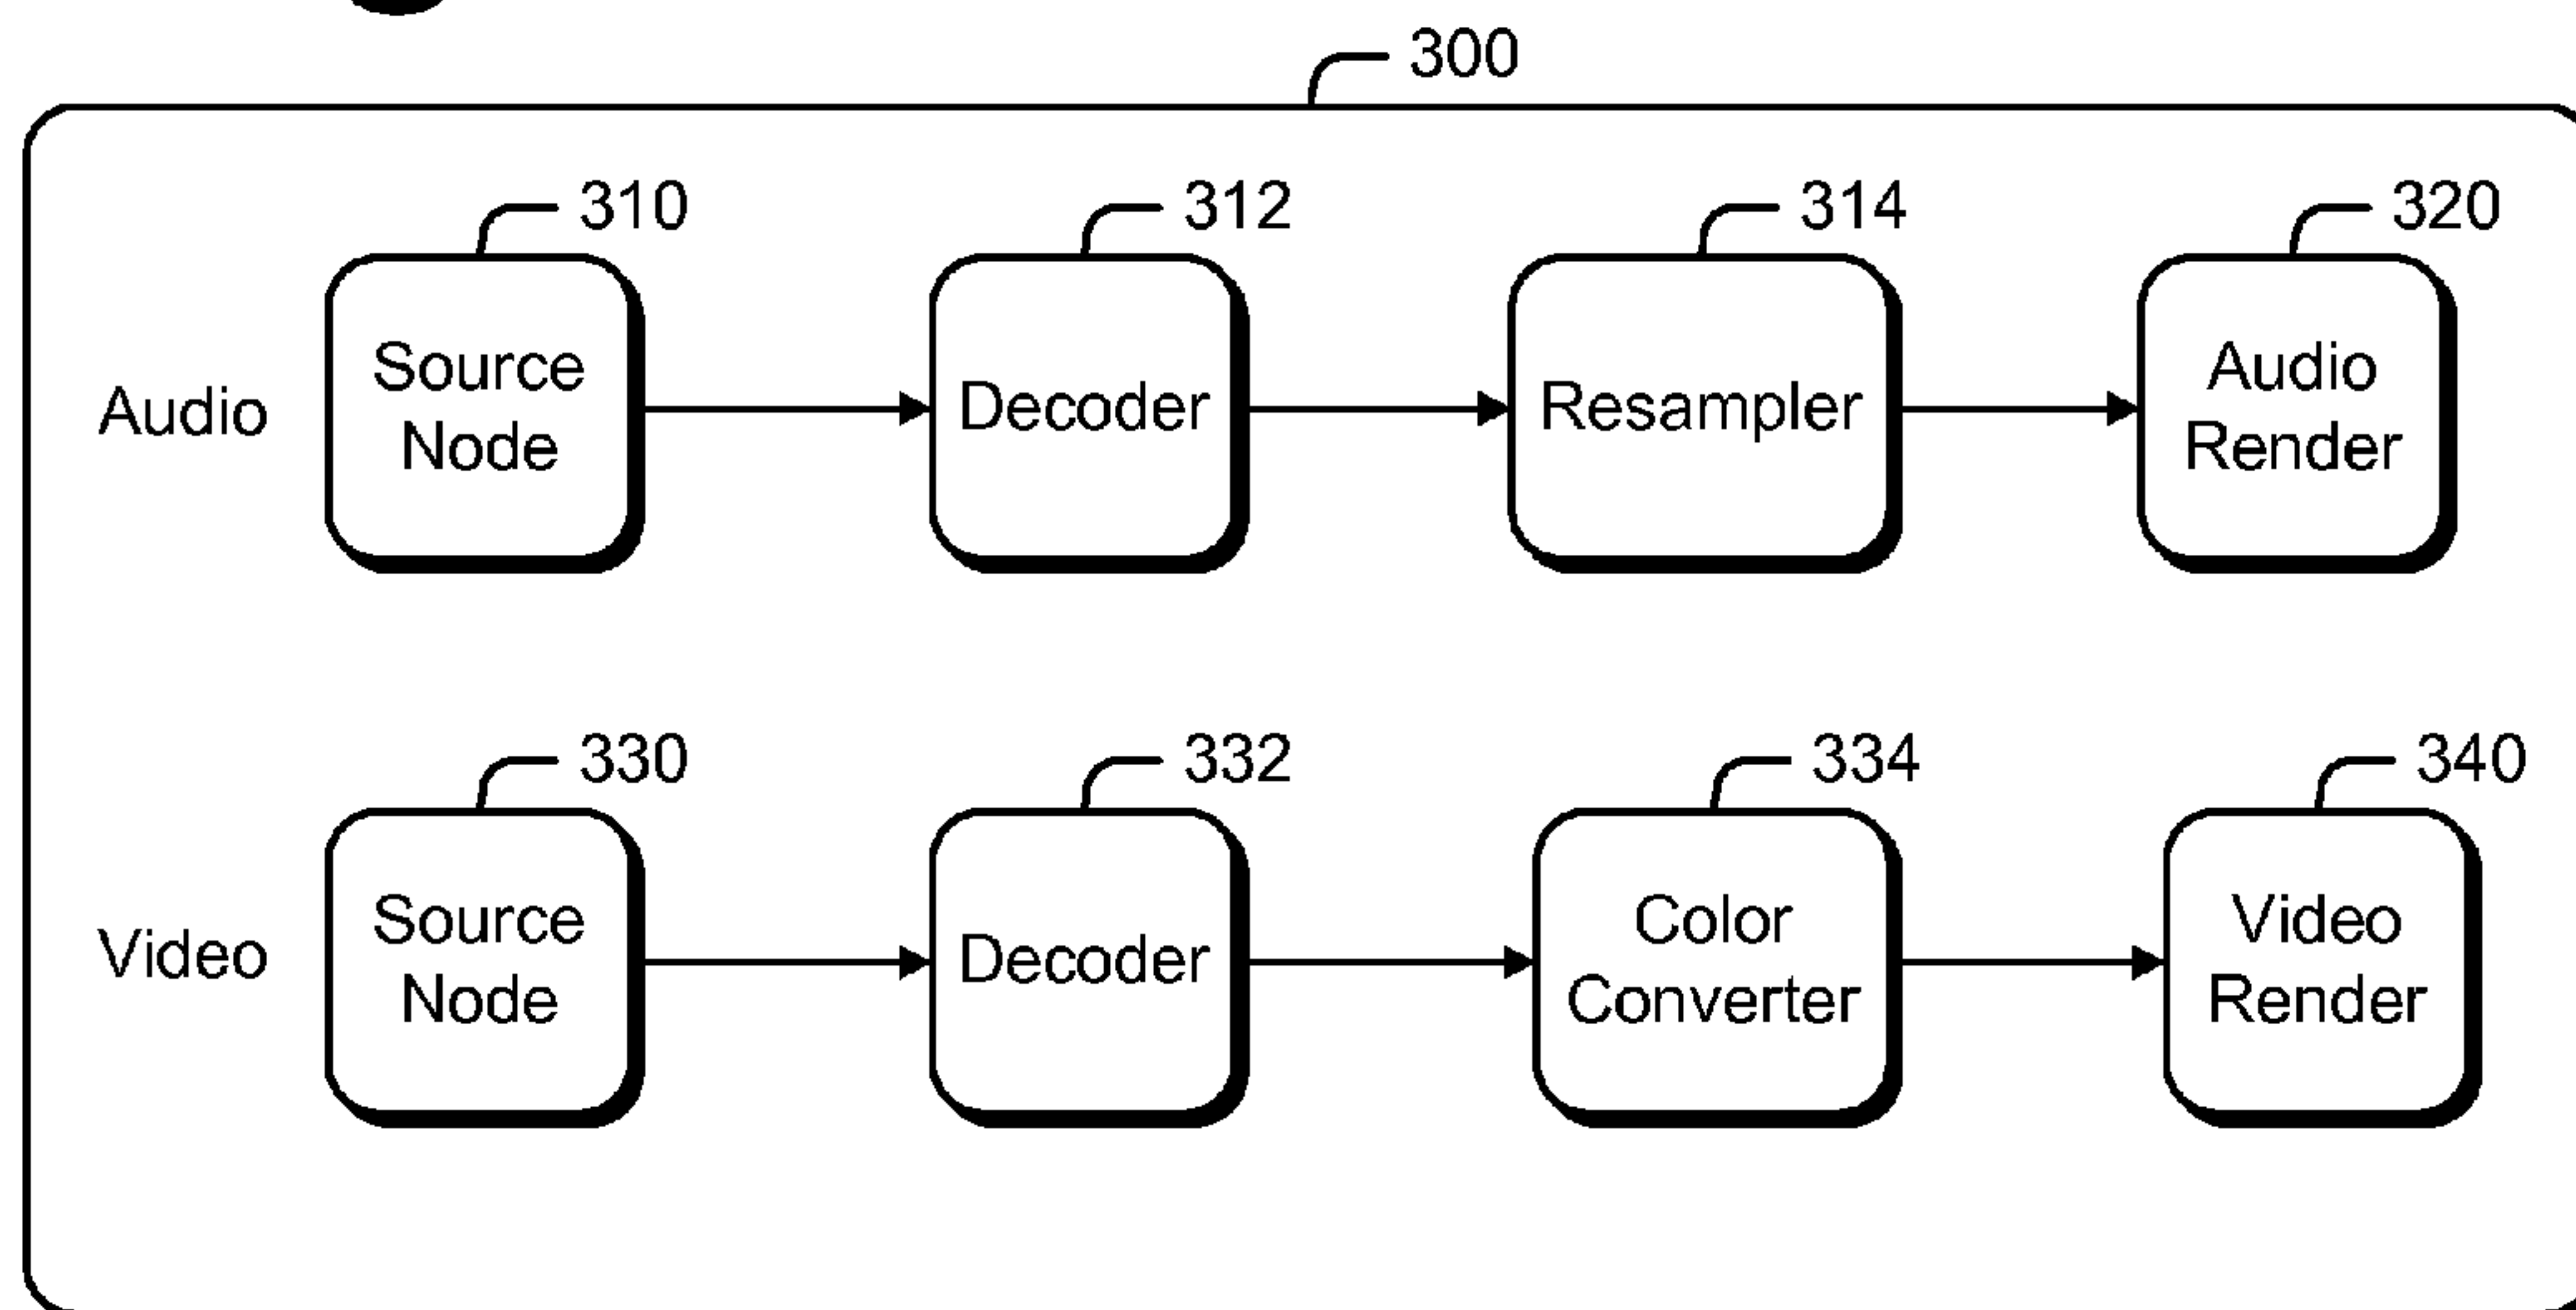 300
310
312
314
320
Audio
Source
Node
Decoder
Resampler
Audio
Render
330
332
334
340
Video
Source
Node
Decoder
Color
Converter
Video
Render